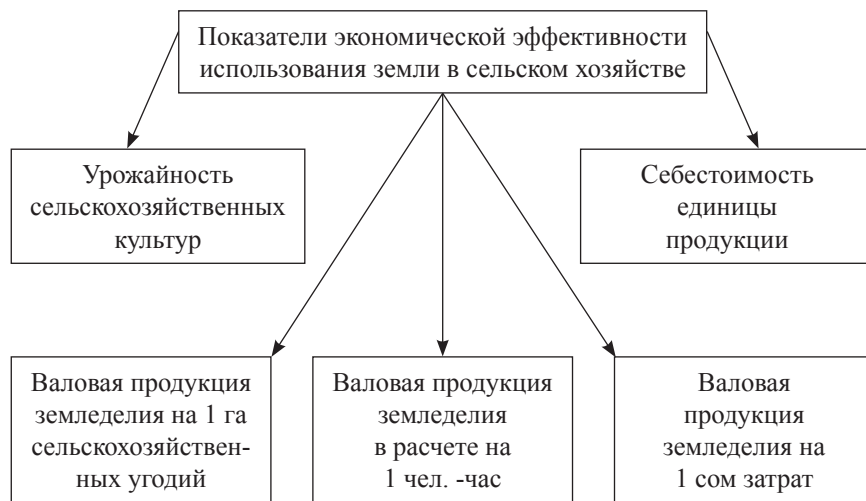 Показатели экономической эффективности
использования земли в сельском хозяйстве
Урожайность
сельскохозяйственных
культур
Себестоимость
единицы
продукции
Валовая продукция
земледелия на 1 га
сельскохозяйствен-
ных угодий
Валовая продукция
земледелия
в расчете на
1 чел. -час
Валовая
продукция
земледелия на
1 сом затрат